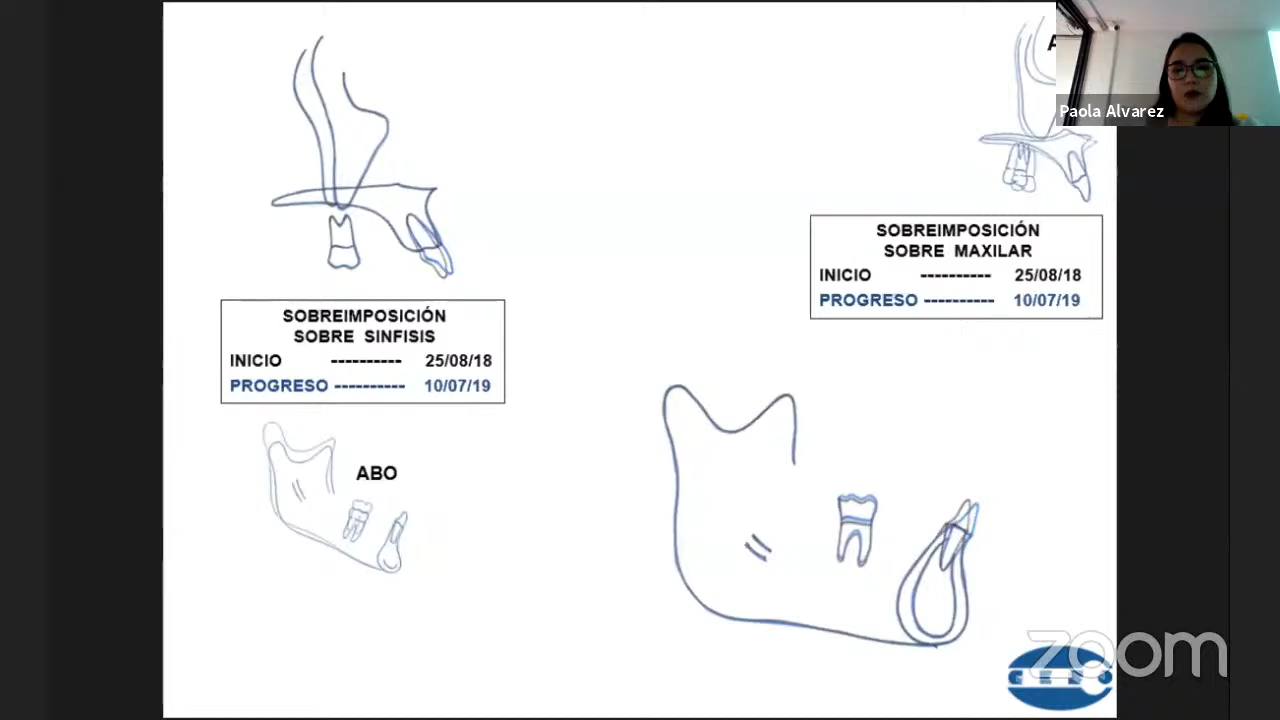 Paola Alvarez
SOBREIMPOSICIÓN
SOBRE MAXILAR
INICIO ---------- 25/08/18
PROGRESO ---------- 10/07/19
SOBREIMPOSICIÓN
SOBRE SINFISIS
INICIO ---------- 25/08/18
PROGRESO ---------- 10/07/19
ABO
zoom